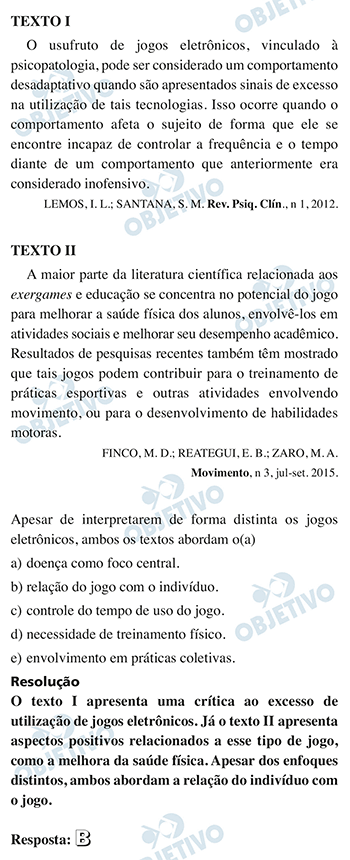 TEXTO I
O usufruto de jogos eletrônicos, vinculado à
psicopatologia, pode ser considerado um comportamento
desadaptativo quando são apresentados sinais de excesso
na utilização de tais tecnologias. Isso ocorre quando o
comportamento afeta o sujeito de forma que ele se
encontre incapaz de controlar a frequência e o tempo
diante de um comportamento que anteriormente era
considerado inofensivo.
LEMOS, I. L.; SANTANA, S. M. Rev. Psiq. Clín., n 1, 2012.
TEXTO II
A maior parte da literatura científica relacionada aos
exergames e educação se concentra no potencial do jogo
para melhorar a saúde física dos alunos, envolvê-los em
atividades sociais e melhorar seu desempenho acadêmico.
Resultados de pesquisas recentes também têm mostrado
que tais jogos podem contribuir para o treinamento de
práticas esportivas e outras atividades envolvendo
movimento, ou para o desenvolvimento de habilidades
motoras.
FINCO, M. D.; REATEGUI, E. B.; ZARO, M. A.
Movimento, n 3, jul-set. 2015.
Apesar de interpretarem de forma distinta os jogos
eletrônicos, ambos os textos abordam o(a)
a) doença como foco central.
b) relação do jogo com o indivíduo.
c) controle do tempo de uso do jogo.
d) necessidade de treinamento físico.
e) envolvimento em práticas coletivas.
Resolução
O texto I apresenta uma crítica ao excesso de
utilização de jogos eletrônicos. Já o texto II apresenta
aspectos positivos relacionados a esse tipo de jogo,
como a melhora da saúde física. Apesar dos enfoques
distintos, ambos abordam a relação do indivíduo com
o jogo.
Resposta: B
OBJETIVO
OBJETIVO
OBJETIVO
OBJETIVO
OBJETIVO
OBJETIVO
OBJETIVO
OBJETIVO
OBJETIVO
OBJETIVO